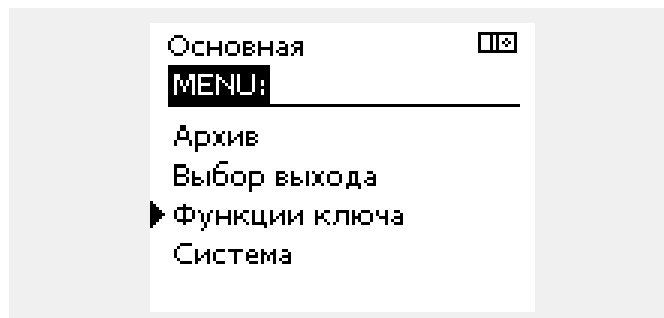 Основная
MENU:
Архив
Выбор выхода
Функции ключа
Система